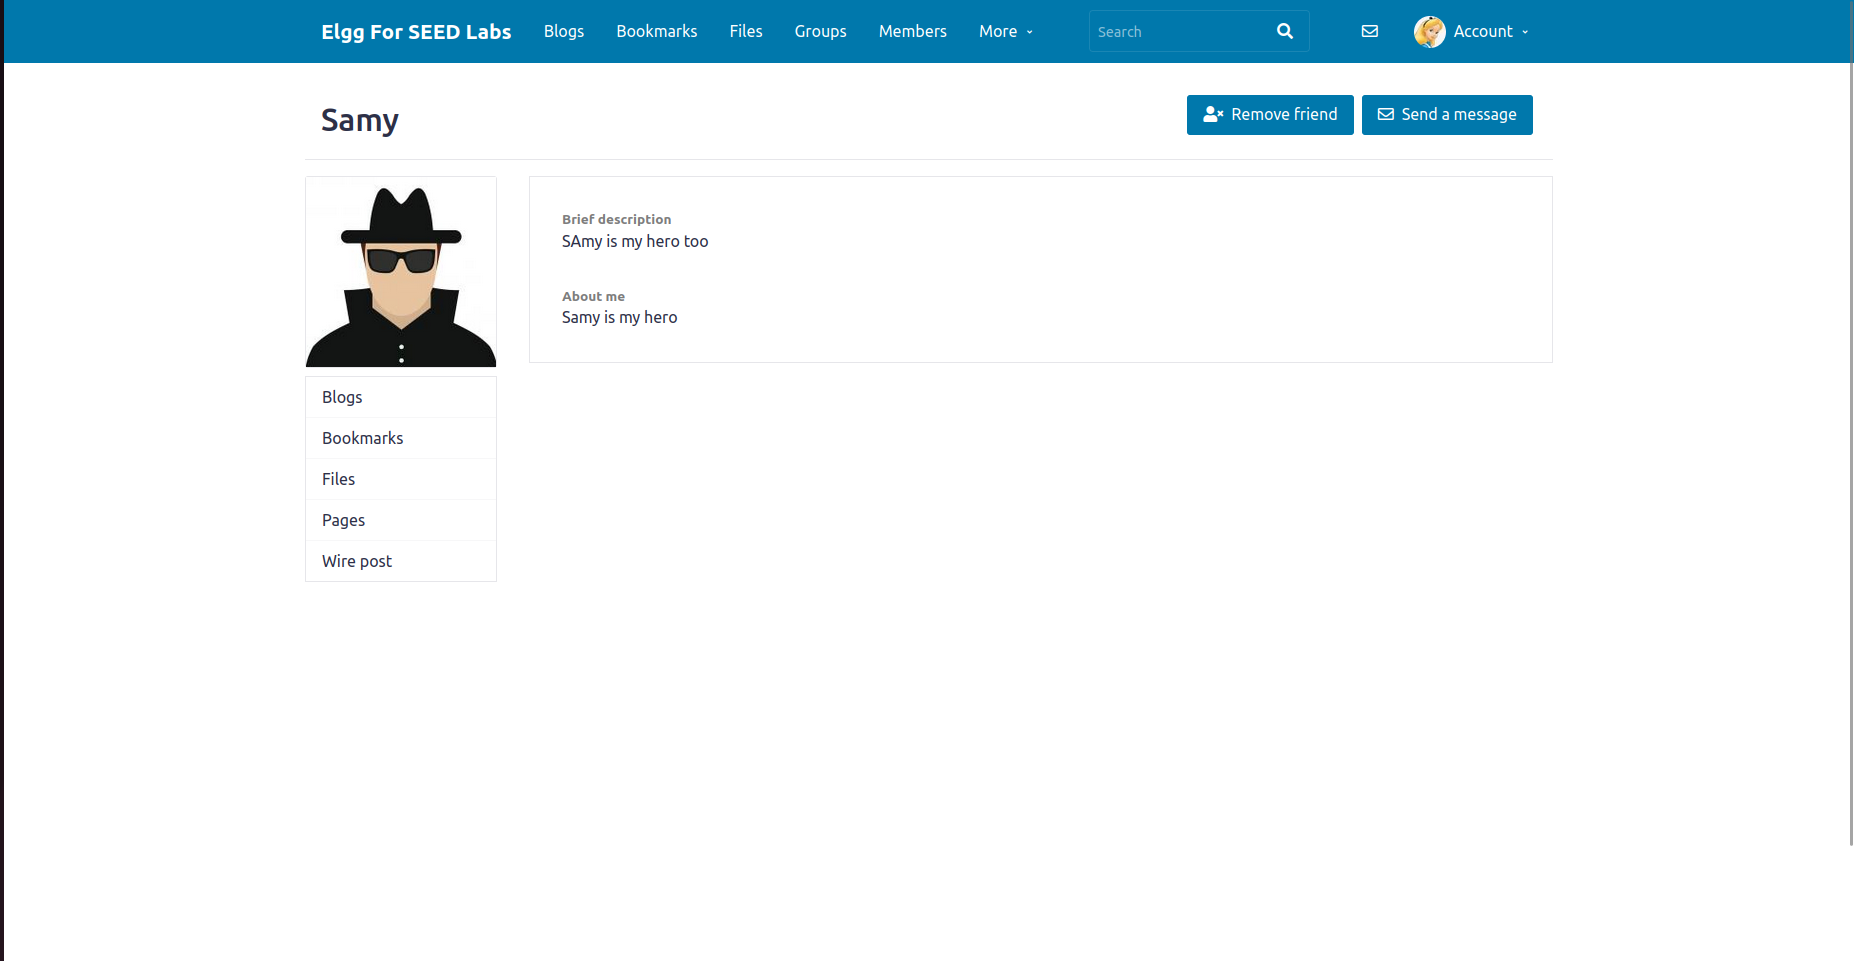 Elgg For SEED Labs Blogs Bookmarks Files Groups Members More Search Account
Samy
Remove friend Send a message
Brief description
SAmy is my hero too
About me
Samy is my hero
Blogs
Bookmarks
Files
Pages
Wire post